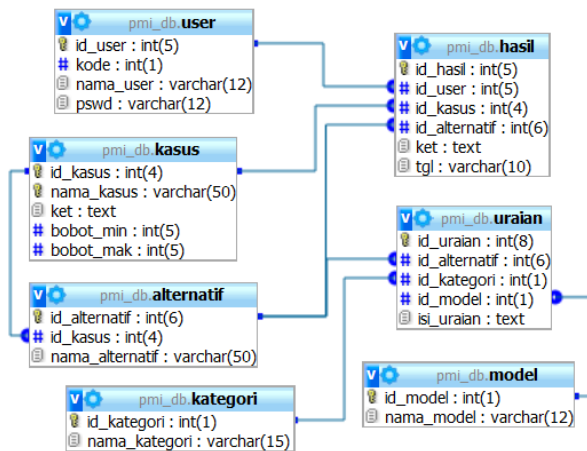 pmi_db.user
id_user : int(5)
# kode : int(1)
nama_user : varchar(12)
pswd : varchar(12)
pmi_db.hasil
id_hasil : int(5)
# id_user : int(5)
# id_kasus : int(4)
# id_alternatif : int(6)
ket : text
tgl : varchar(10)
pmi_db.kasus
id_kasus : int(4)
nama_kasus : varchar(50)
ket : text
# bobot_min : int(5)
# bobot_mak : int(5)
pmi_db.uraian
id_uraian : int(8)
# id_alternatif : int(6)
# id_kategori : int(1)
# id_model : int(1)
isi_uraian : text
pmi_db.alternatif
id_alternatif : int(6)
# id_kasus : int(4)
nama_alternatif : varchar(50)
pmi_db.model
id_model : int(1)
nama_model : varchar(12)
pmi_db.kategori
id_kategori : int(1)
nama_kategori : varchar(15)